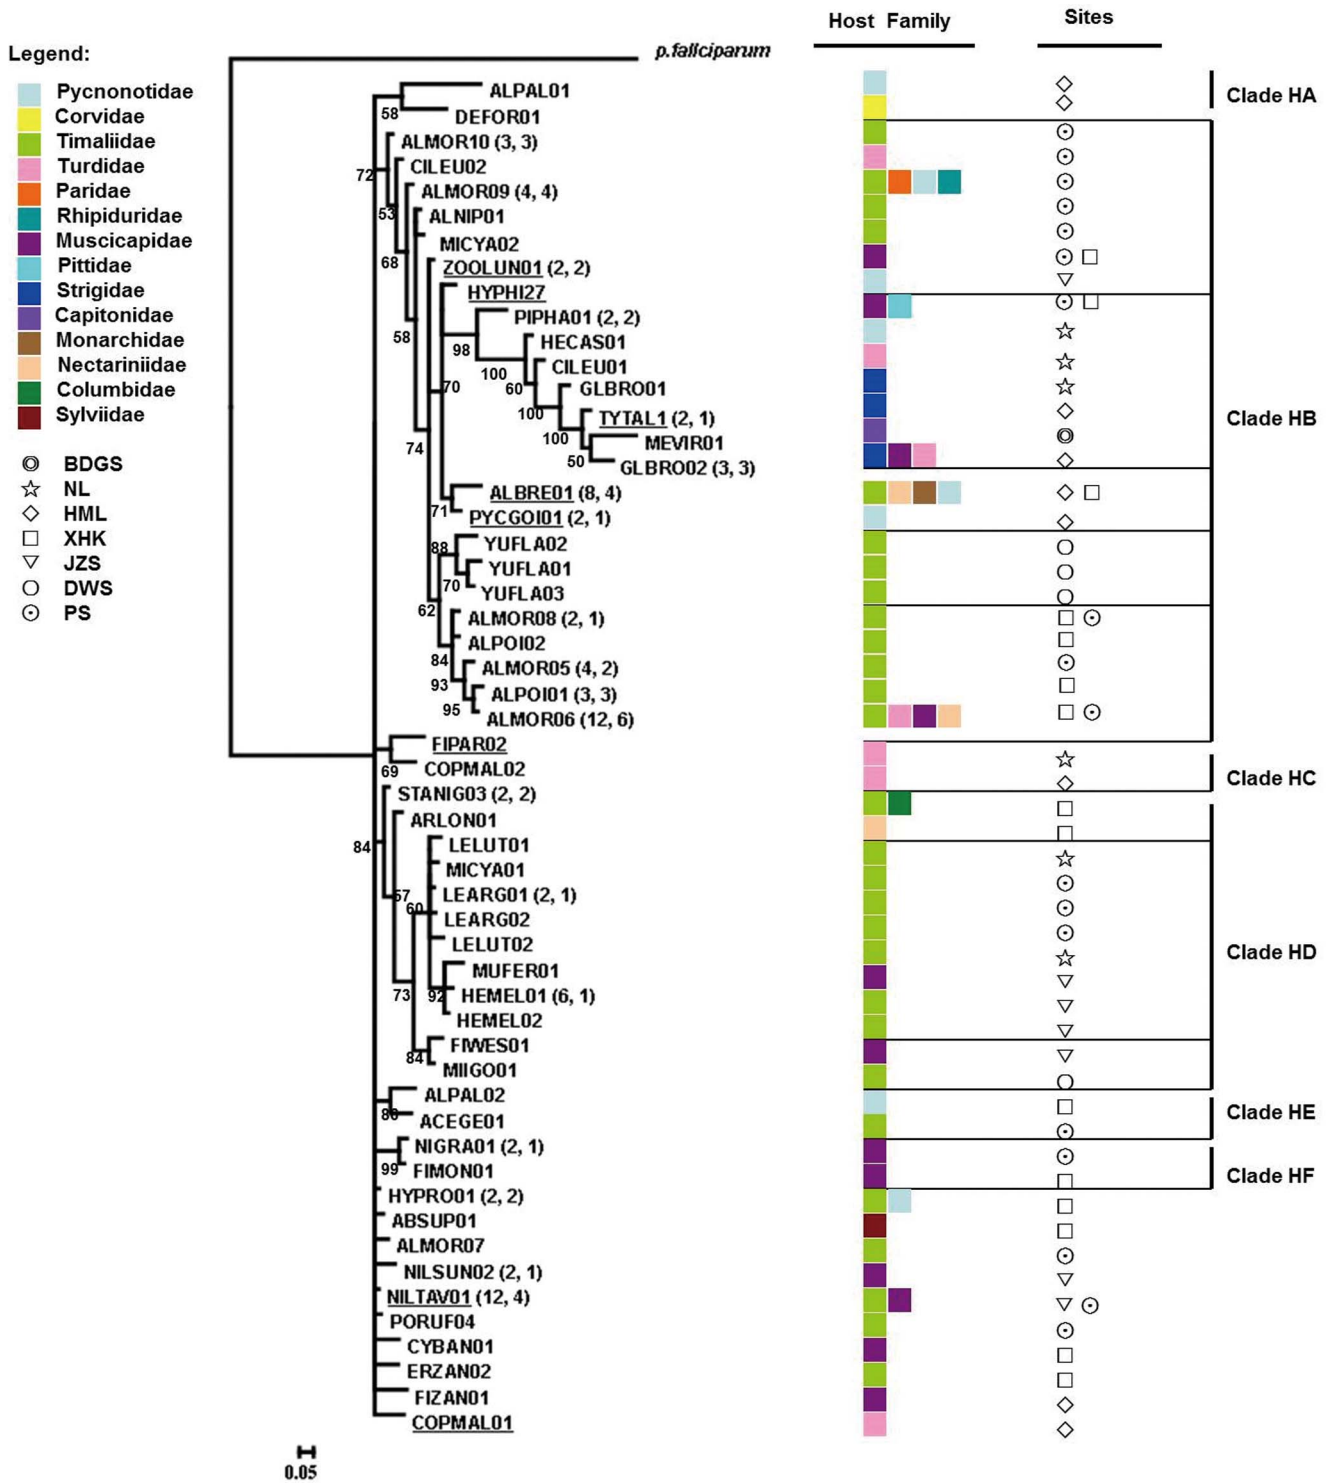 Host Family
Sites
Legend:
p.fallciparum
Pycnonotidae
Corvidae
Timaliidae
Turdidae
Paridae
Rhipiduridae
Muscicapidae
Pittidae
Strigidae
Capitonidae
Monarchidae
Nectariniidae
Columbidae
Sylviidae
BDGS
NL
HML
XHK
JZS
DWS
PS
ALPAL01
58
DEFOR01
ALMOR10 (3, 3)
72
CILEU02
ALMOR09 (4, 4)
53
ALNIP01
MICYA02
68
ZOOLUN01 (2, 2)
HYPHI27
PIPHA01 (2, 2)
58
HECAS01
98
CILEU01
100
60
GLBRO01
70
100
TYTAL1 (2, 1)
100
MEVIR01
74
50
GLBRO02 (3, 3)
ALBRE01 (8, 4)
71
PYCGOI01 (2, 1)
88
YUFLA02
YUFLA01
70
YUFLA03
62
ALMOR08 (2, 1)
ALPOI02
84
ALMOR05 (4, 2)
93
ALPOI01 (3, 3)
95
ALMOR06 (12, 6)
FIPAR02
69
COPMAL02
STANIG03 (2, 2)
ARLON01
84
LELUT01
MICYA01
57
LEARG01 (2, 1)
60
LEARG02
LELUT02
MUFER01
73
92
HEMEL01 (6, 1)
HEMEL02
FIWES01
84
MIIGO01
ALPAL02
80
ACEGE01
NIGRA01 (2, 1)
99
FIMON01
HYPRO01 (2, 2)
ABSUP01
ALMOR07
NILSUN02 (2, 1)
NILTAV01 (12, 4)
PORUF04
CYBAN01
ERZAN02
FIZAN01
COPMAL01
0.05
Clade HA
Clade HB
Clade HC
Clade HD
Clade HE
Clade HF